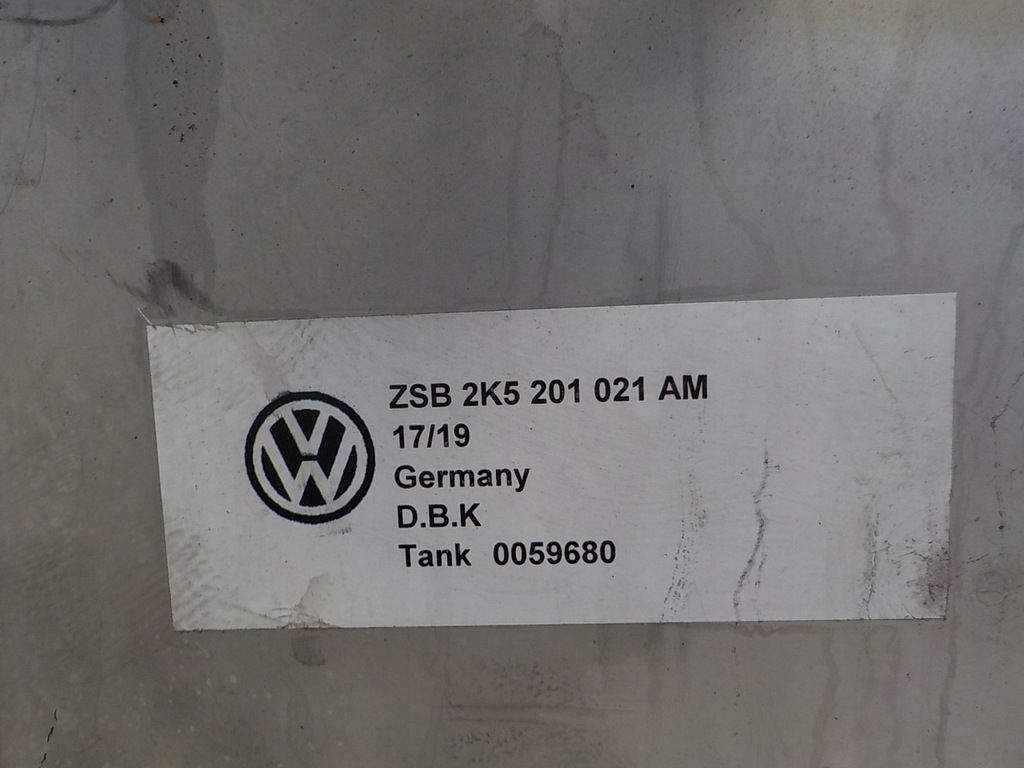 ZSB 2K5 201 021 AM
17/19
Germany
D.B.K
Tank 0059680